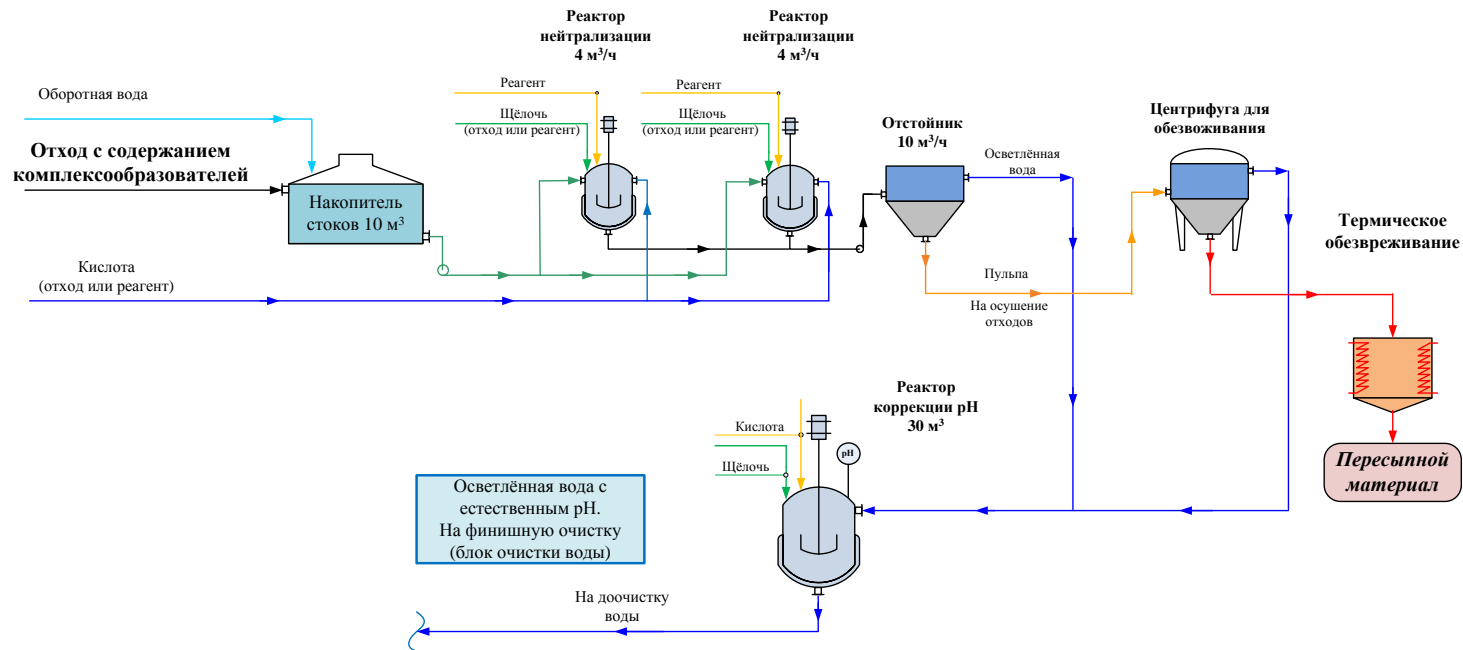 Реактор
нейтрализации
4 м³/ч
Реактор
нейтрализации
4 м³/ч
Реагент
Щёлочь
(отход или реагент)
Реагент
Щёлочь
(отход или реагент)
Оборотная вода
Отход с содержанием
комплексообразователей
Накопитель
стоков 10 м³
Кислота
(отход или реагент)
Отстойник
10 м³/ч
Осветлённая
вода
Центрифуга для
обезвоживания
Пульпа
На осушение
отходов
Термическое
обезвреживание
Пересыпной
материал
Реактор
коррекции pH
30 м³
Кислота
Щёлочь
pH
Осветлённая вода с
естественным pH.
На финишную очистку
(блок очистки воды)
На доочистку
воды